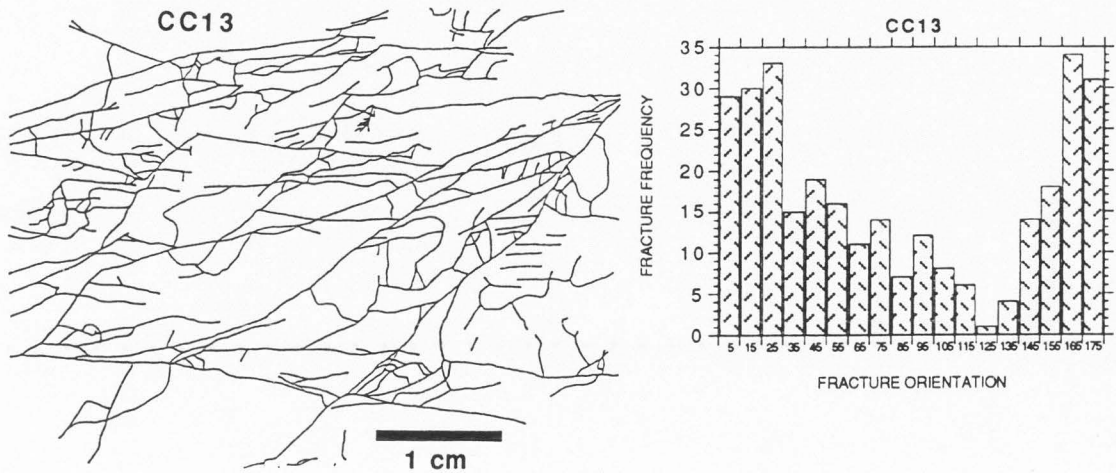 CC13
1 cm
CC13
FRACTURE FREQUENCY
35
30
25
20
15
10
5
0
5 15 25 35 45 55 65 75 85 95 105 115 125 135 145 155 165 175
FRACTURE ORIENTATION